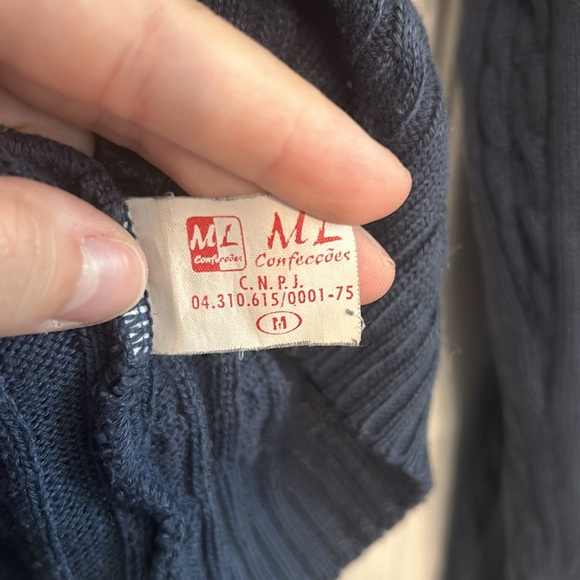 ML
Confecções
ML
Confecções
C.N.P.J.
04.310.615/0001-75
M